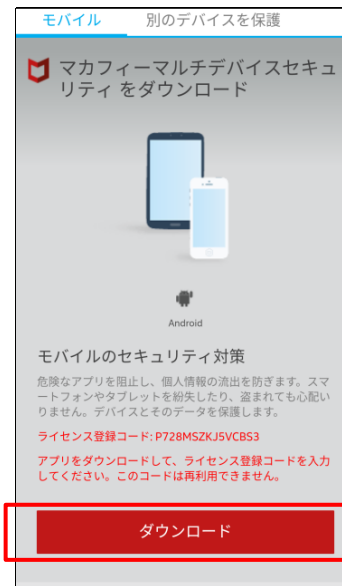 モバイル 別のデバイスを保護
マカフィーマルチデバイスセキュ
リティ をダウンロード
Android
モバイルのセキュリティ対策
危険なアプリを阻止し、個人情報の流出を防ぎます。スマ
ートフォンやタブレットを紛失したり、盗まれても心配い
りません。デバイスとそのデータを保護します。
ライセンス登録コード: P728MSZKJ5VCBS3
アプリをダウンロードして、ライセンス登録コードを入力
してください。このコードは再利用できません。
ダウンロード